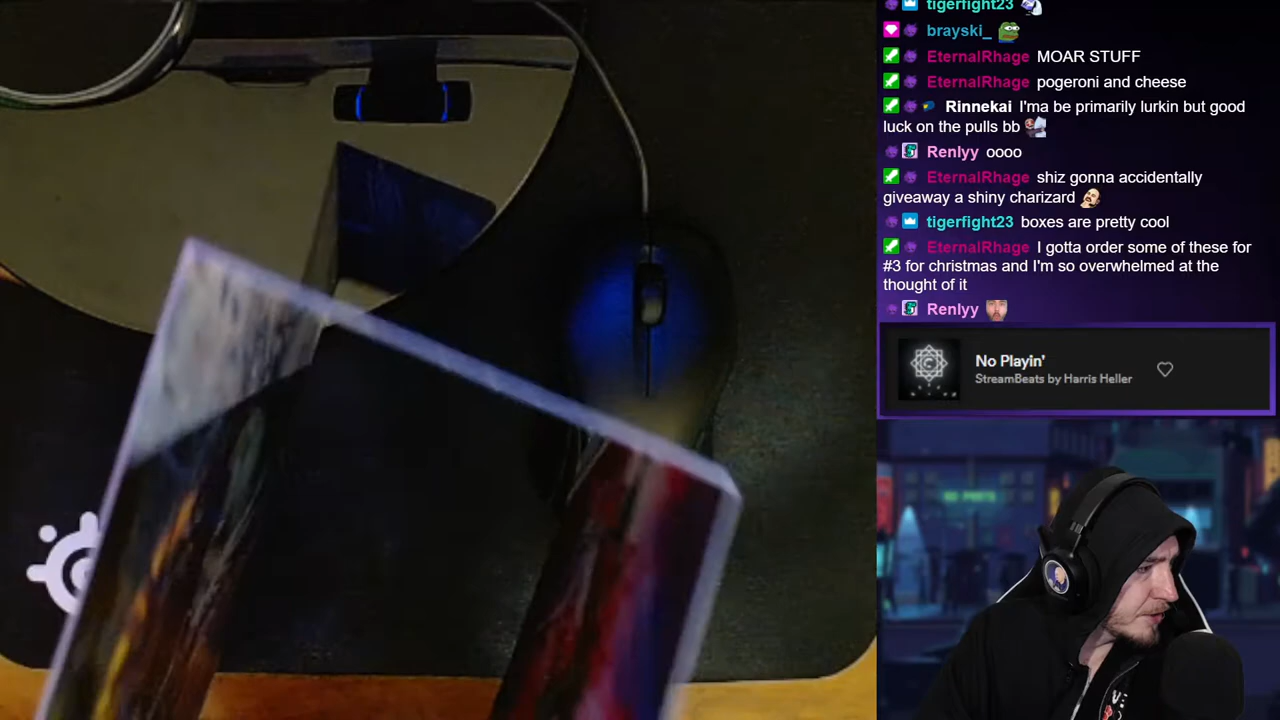 tigerfight23
brayski_
EternalRhage MOAR STUFF
EternalRhage pogeroni and cheese
Rinnekai I'ma be primarily lurkin but good
luck on the pulls bb
Renlyy oooo
EternalRhage shiz gonna accidentally
giveaway a shiny charizard
tigerfight23 boxes are pretty cool
EternalRhage I gotta order some of these for
#3 for christmas and I'm so overwhelmed at the
thought of it
Renlyy
No Playin'
StreamBeats by Harris Heller